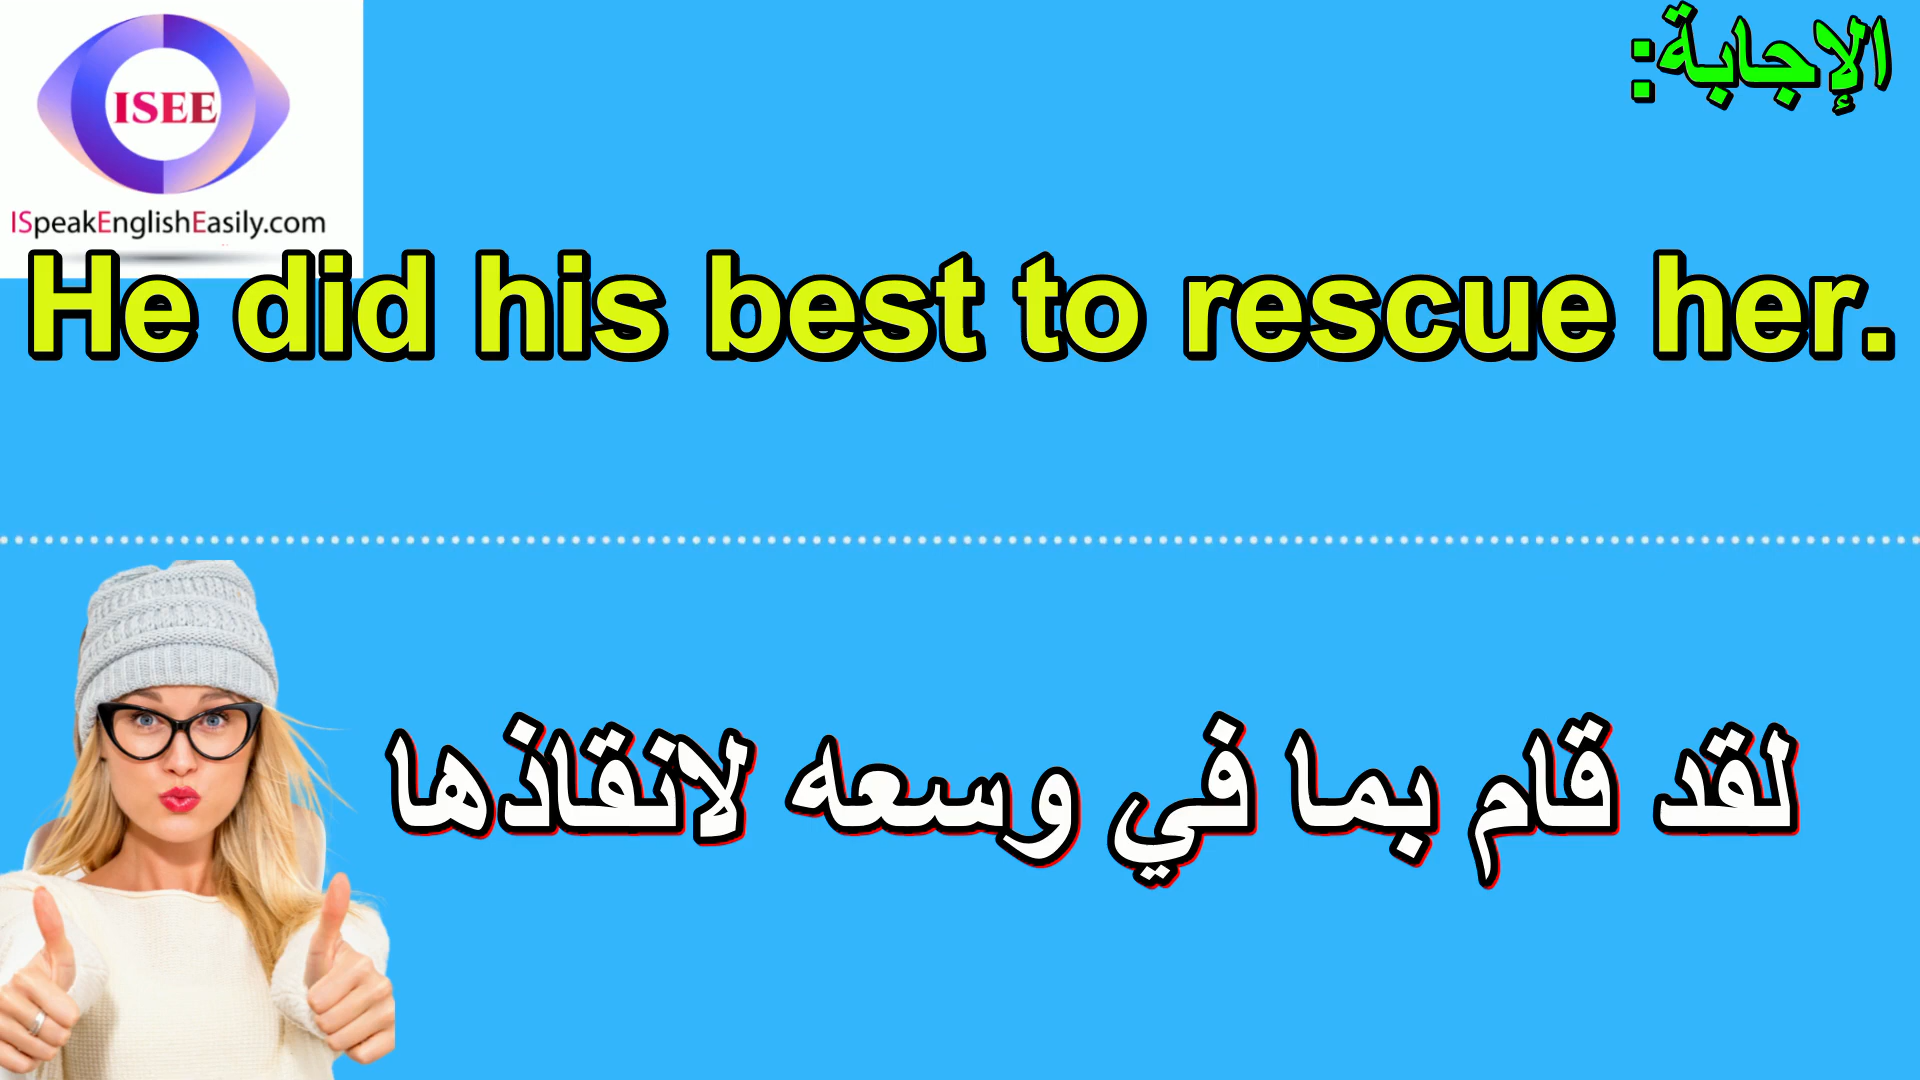 ISEE
ISpeakEnglishEasily.com
الإجابة:
He did his best to rescue her.
لقد قام بما في وسعه لانقاذها